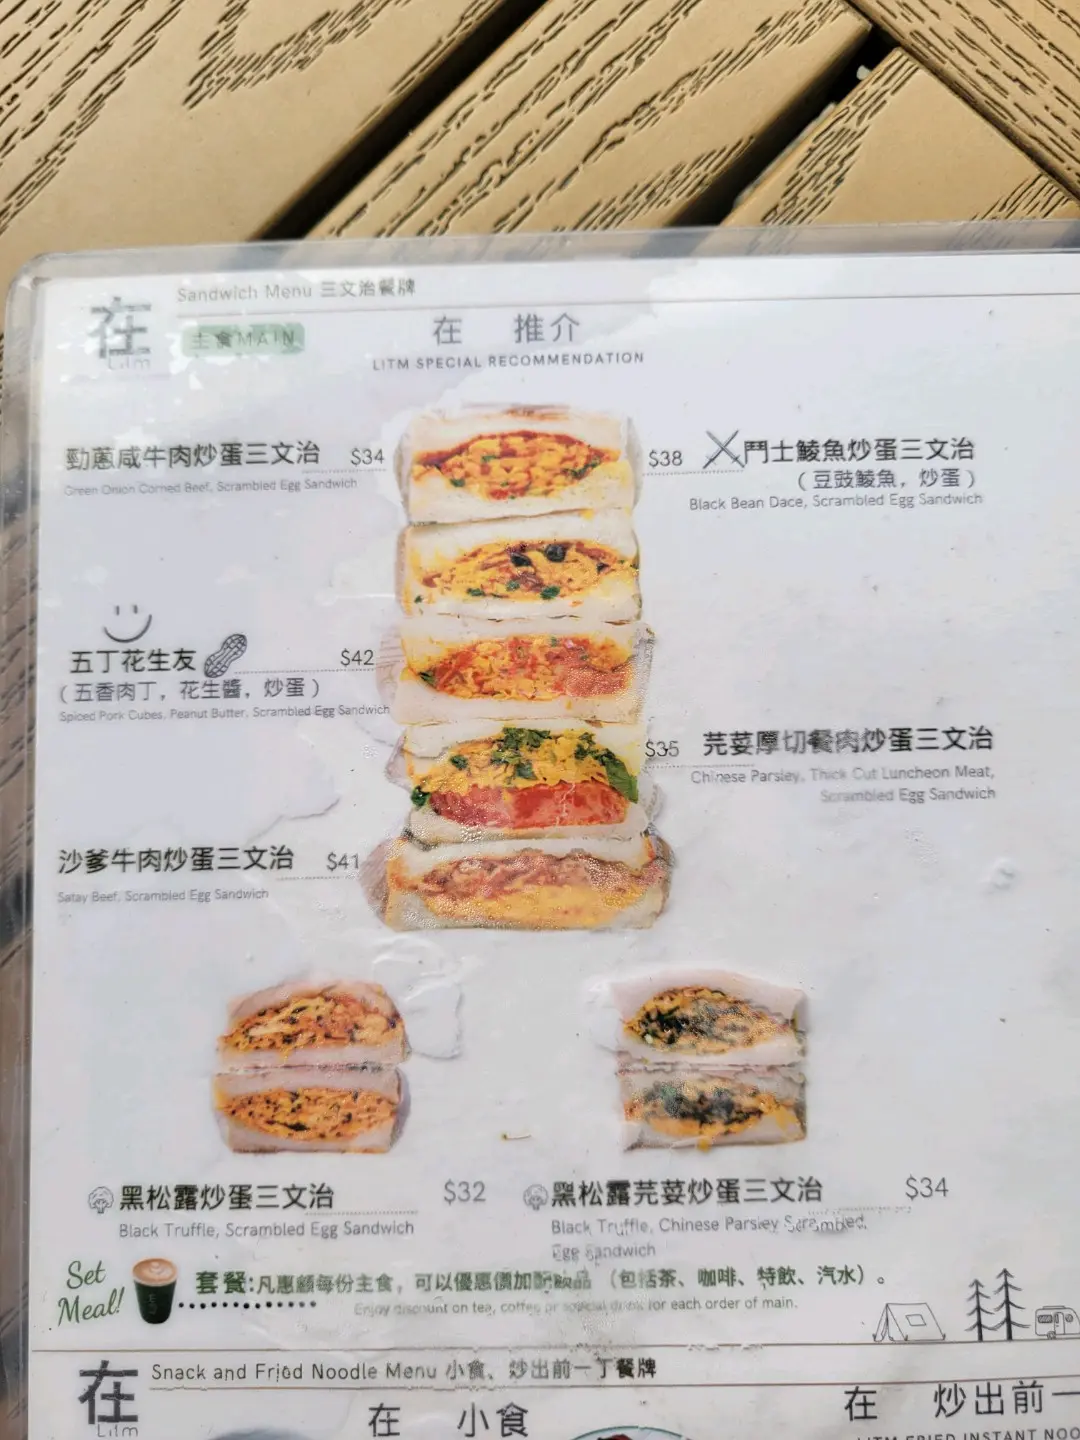 在
Litm
Sandwich Menu 三文治餐牌
主食MAIN
在 推介
LITM SPECIAL RECOMMENDATION
勁蔥咸牛肉炒蛋三文治 $34
Green Onion Corned Beef, Scrambled Egg Sandwich
$38 鬥士鯪魚炒蛋三文治
（豆豉鯪魚，炒蛋）
Black Bean Dace, Scrambled Egg Sandwich
五丁花生友 $42
（五香肉丁，花生醬，炒蛋）
Spiced Pork Cubes, Peanut Butter, Scrambled Egg Sandwich
$35 芫荽厚切餐肉炒蛋三文治
Chinese Parsley, Thick Cut Luncheon Meat,
Scrambled Egg Sandwich
沙爹牛肉炒蛋三文治 $41
Satay Beef, Scrambled Egg Sandwich
黑松露炒蛋三文治 $32
Black Truffle, Scrambled Egg Sandwich
黑松露芫荽炒蛋三文治 $34
Black Truffle, Chinese Parsley Scrambled,
Egg Sandwich
Set Meal!
套餐:凡惠顧每份主食，可以優惠價加配飲品（包括茶、咖啡、特飲、汽水）。
Enjoy discount on tea, coffee or special drink for each order of main.
在
Litm
Snack and Fried Noodle Menu 小食、炒出前一丁餐牌
在 小食
在 炒出前一
LITM FRIED INSTANT NOO